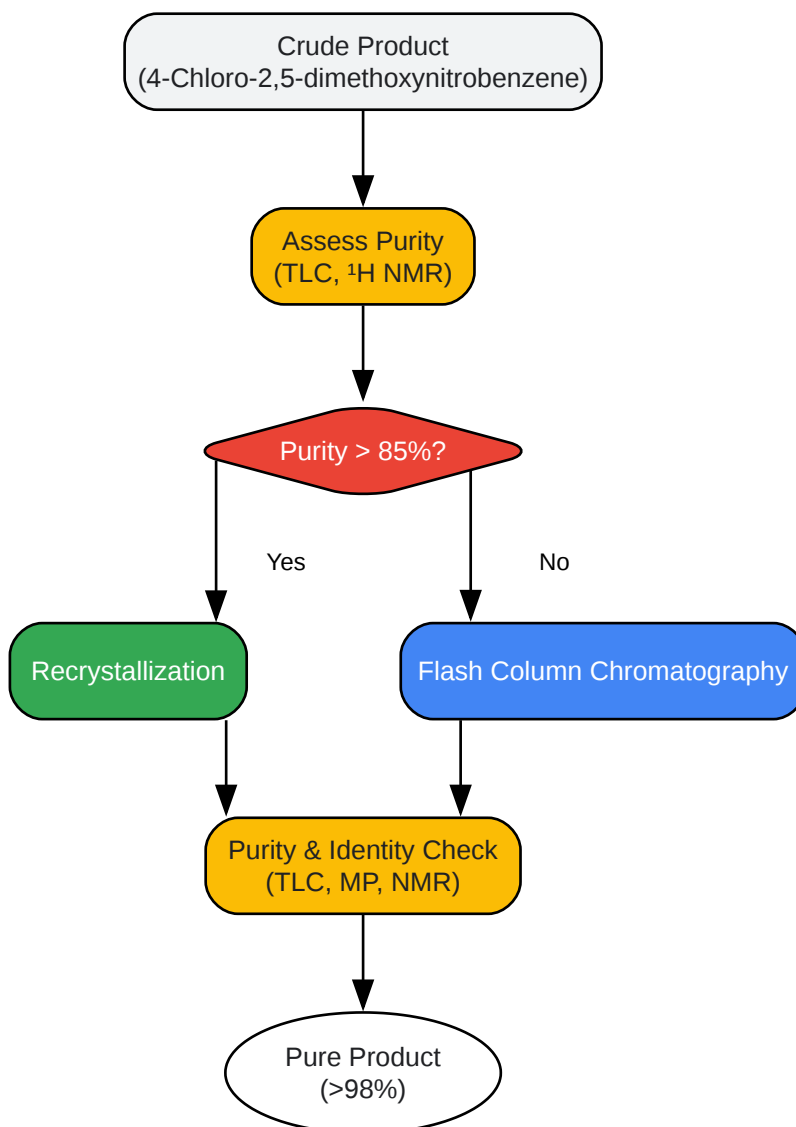 Crude Product
(4-Chloro-2,5-dimethoxynitrobenzene)
Assess Purity
(TLC, ¹H NMR)
Purity > 85%?
Yes
No
Recrystallization
Flash Column Chromatography
Purity & Identity Check
(TLC, MP, NMR)
Pure Product
(>98%)